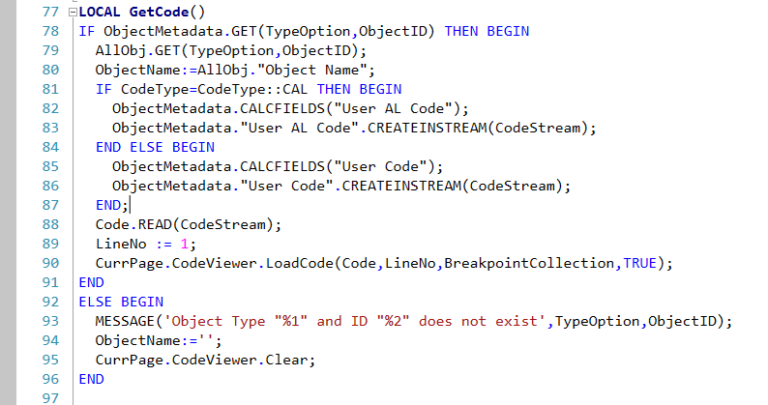 77 LOCAL GetCode()
78 IF ObjectMetadata.GET(TypeOption,ObjectID) THEN BEGIN
79   AllObj.GET(TypeOption,ObjectID);
80   ObjectName:=AllObj."Object Name";
81   IF CodeType=CodeType::CAL THEN BEGIN
82     ObjectMetadata.CALCFIELDS("User AL Code");
83     ObjectMetadata."User AL Code".CREATEINSTREAM(CodeStream);
84   END ELSE BEGIN
85     ObjectMetadata.CALCFIELDS("User Code");
86     ObjectMetadata."User Code".CREATEINSTREAM(CodeStream);
87   END;
88   Code.READ(CodeStream);
89   LineNo := 1;
90   CurrPage.CodeViewer.LoadCode(Code,LineNo,BreakpointCollection,TRUE);
91 END
92 ELSE BEGIN
93   MESSAGE('Object Type "%1" and ID "%2" does not exist',TypeOption,ObjectID);
94   ObjectName:='';
95   CurrPage.CodeViewer.Clear;
96 END
97